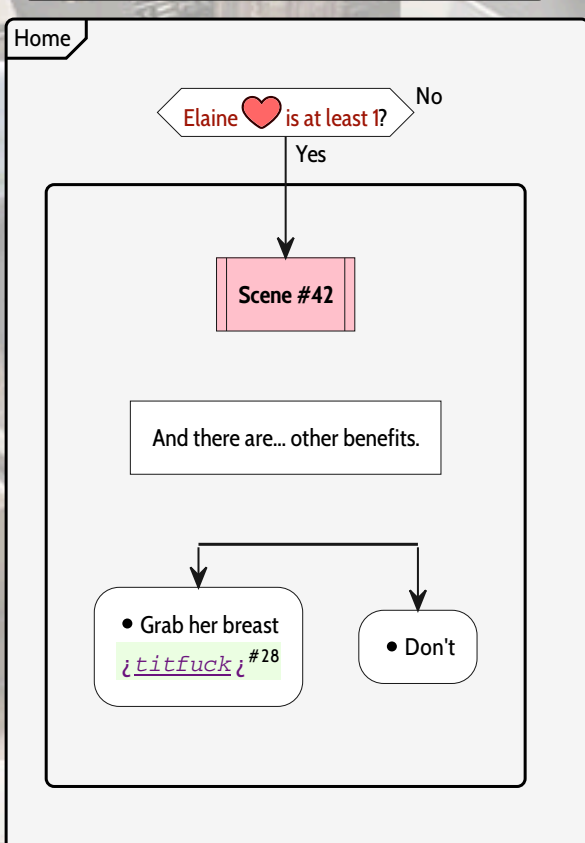 Home
Elaine is at least 1?
No
Yes
Scene #42
And there are... other benefits.
• Grab her breast
¿titfuck¿#28
• Don't